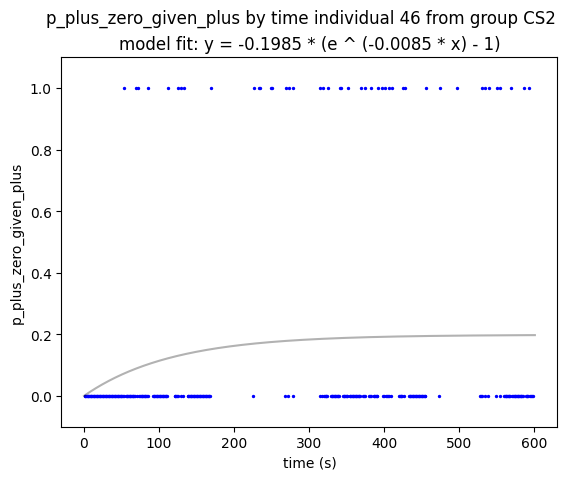 p_plus_zero_given_plus by time individual 46 from group CS2
model fit: y = -0.1985 * (e ^ (-0.0085 * x) - 1)
p_plus_zero_given_plus
1.0
0.8
0.6
0.4
0.2
0.0
0 100 200 300 400 500 600
time (s)